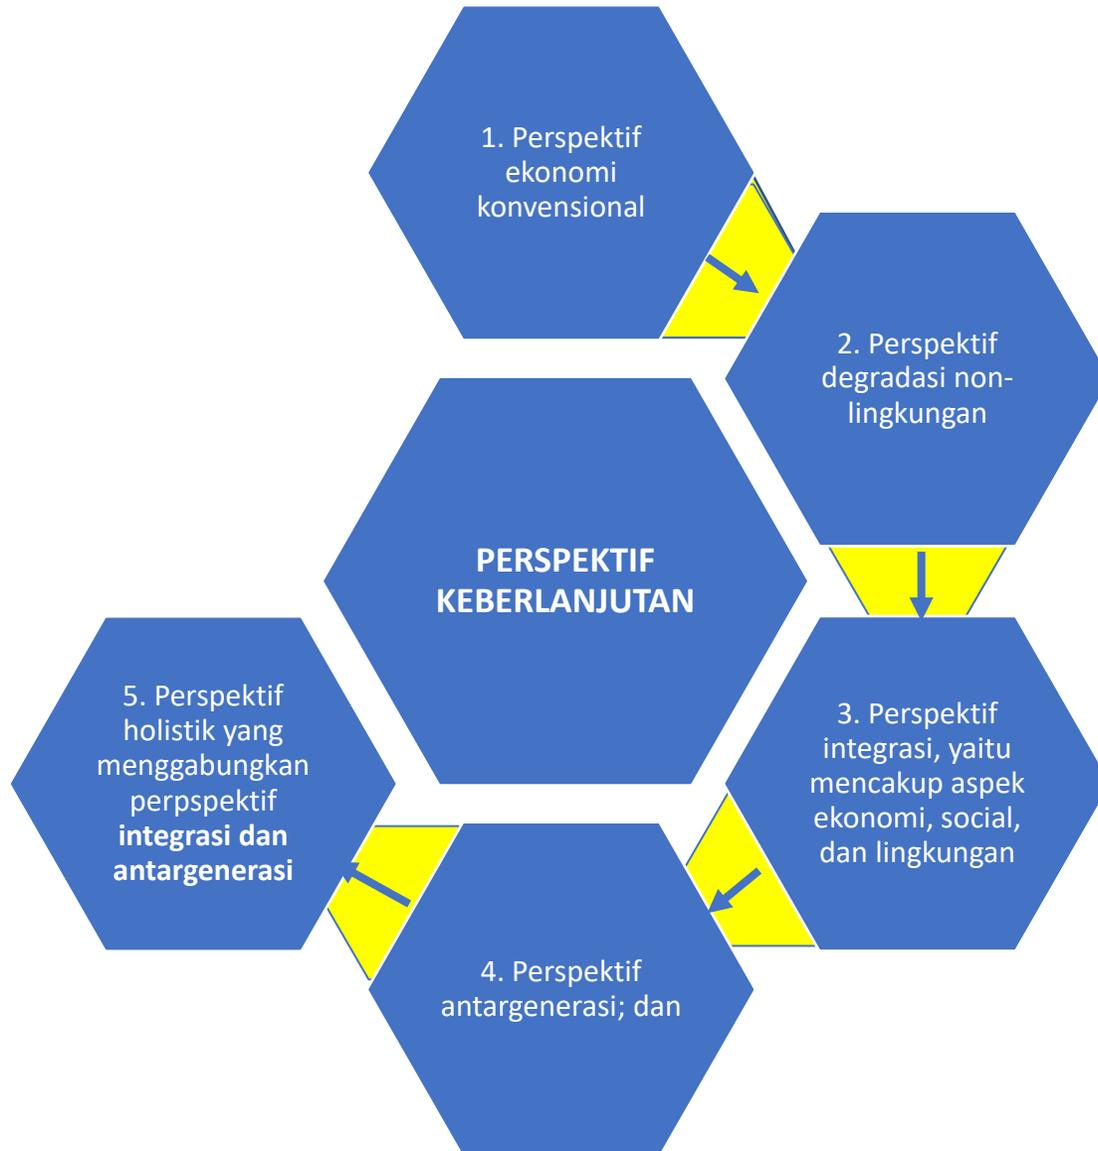 1. Perspektif
ekonomi
konvensional
2. Perspektif
degradasi non-
lingkungan
PERSPEKTIF
KEBERLANJUTAN
3. Perspektif
integrasi, yaitu
mencakup aspek
ekonomi, social,
dan lingkungan
4. Perspektif
antargenerasi; dan
5. Perspektif
holistik yang
menggabungkan
perpspektif
integrasi dan
antargenerasi